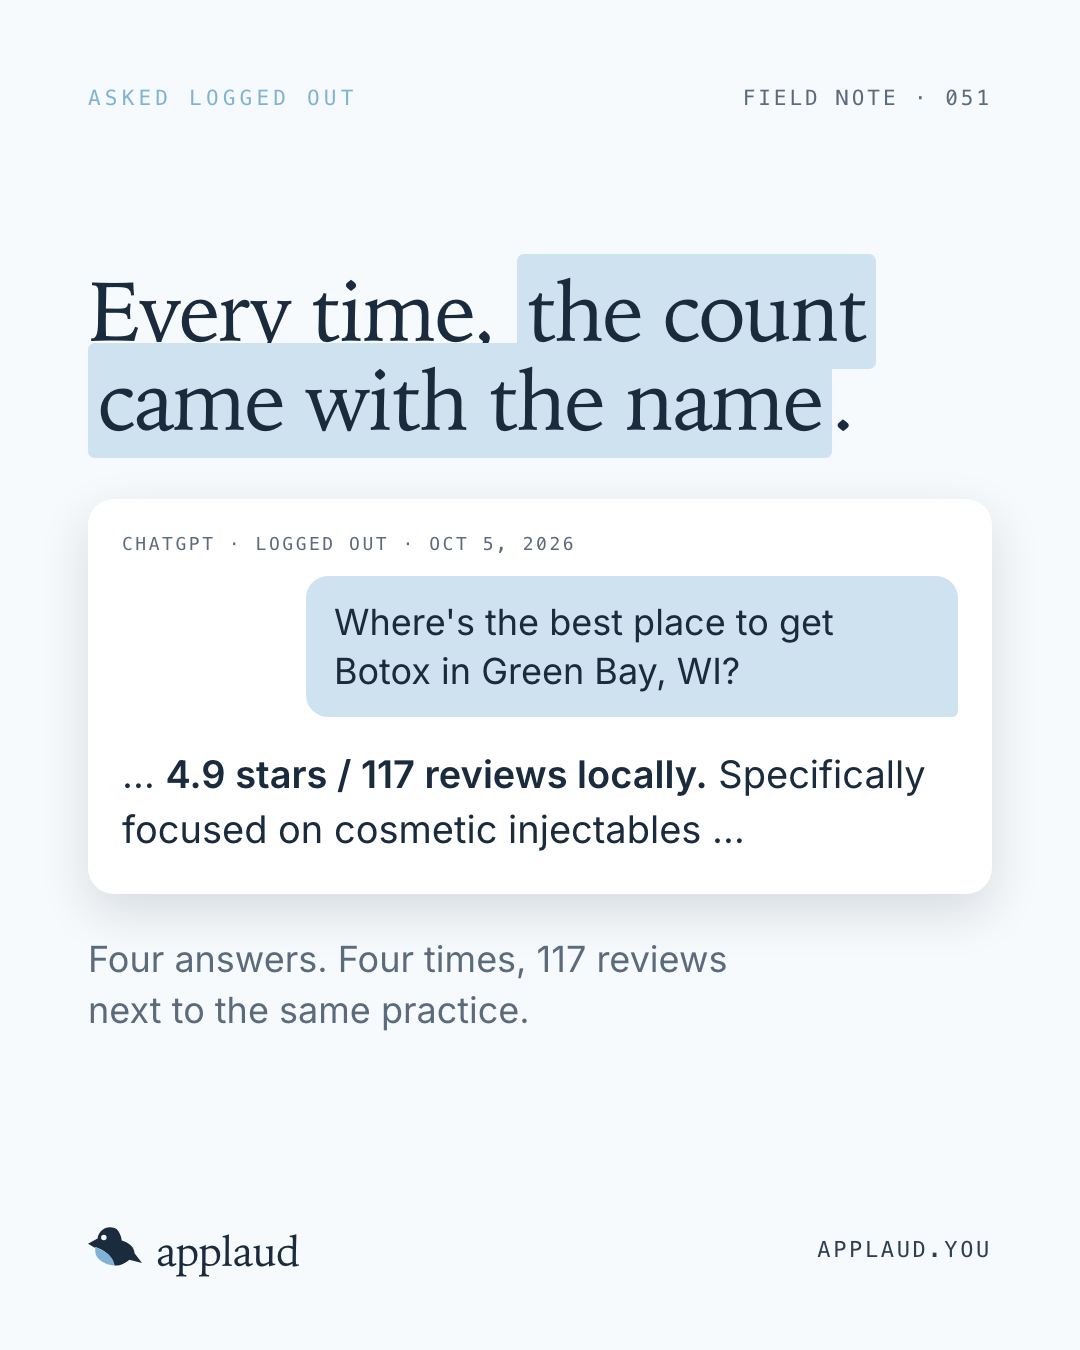 ASKED LOGGED OUT
FIELD NOTE · 051
Every time, the count
came with the name.
CHATGPT · LOGGED OUT · OCT 5, 2026
Where's the best place to get
Botox in Green Bay, WI?
... 4.9 stars / 117 reviews locally. Specifically
focused on cosmetic injectables ...
Four answers. Four times, 117 reviews
next to the same practice.
applaud
APPLAUD.YOU